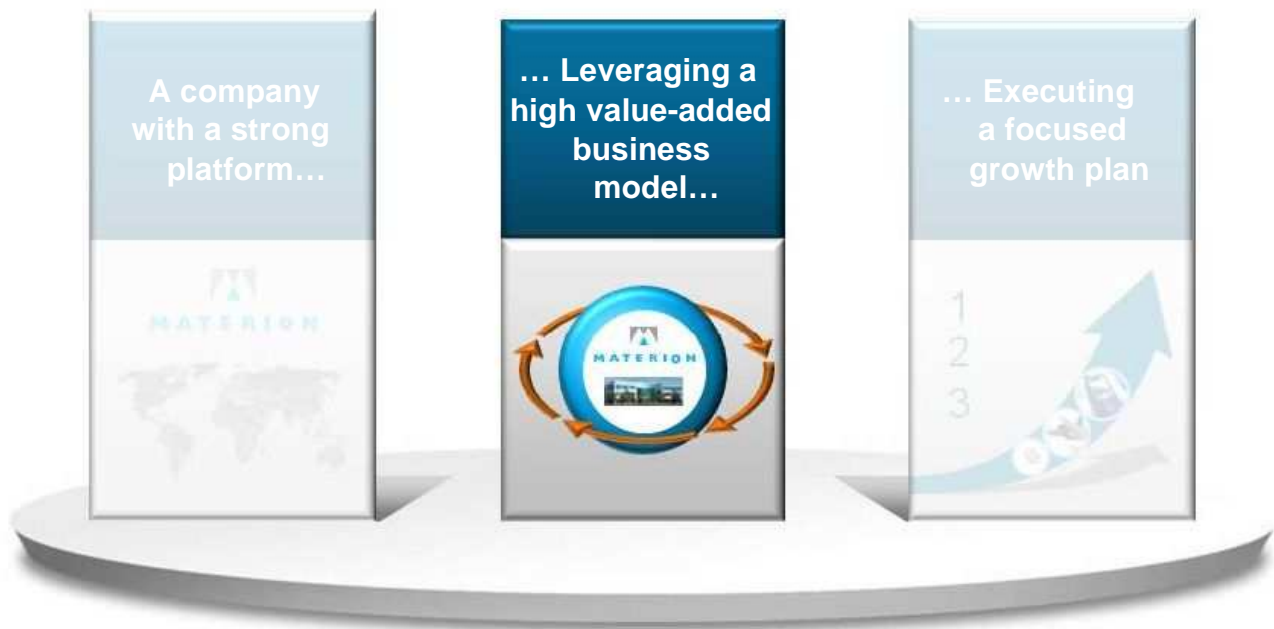 A company
with a strong
platform…
MATERION
… Leveraging a
high value-added
business
model…
MATERION
… Executing
a focused
growth plan
1
2
3